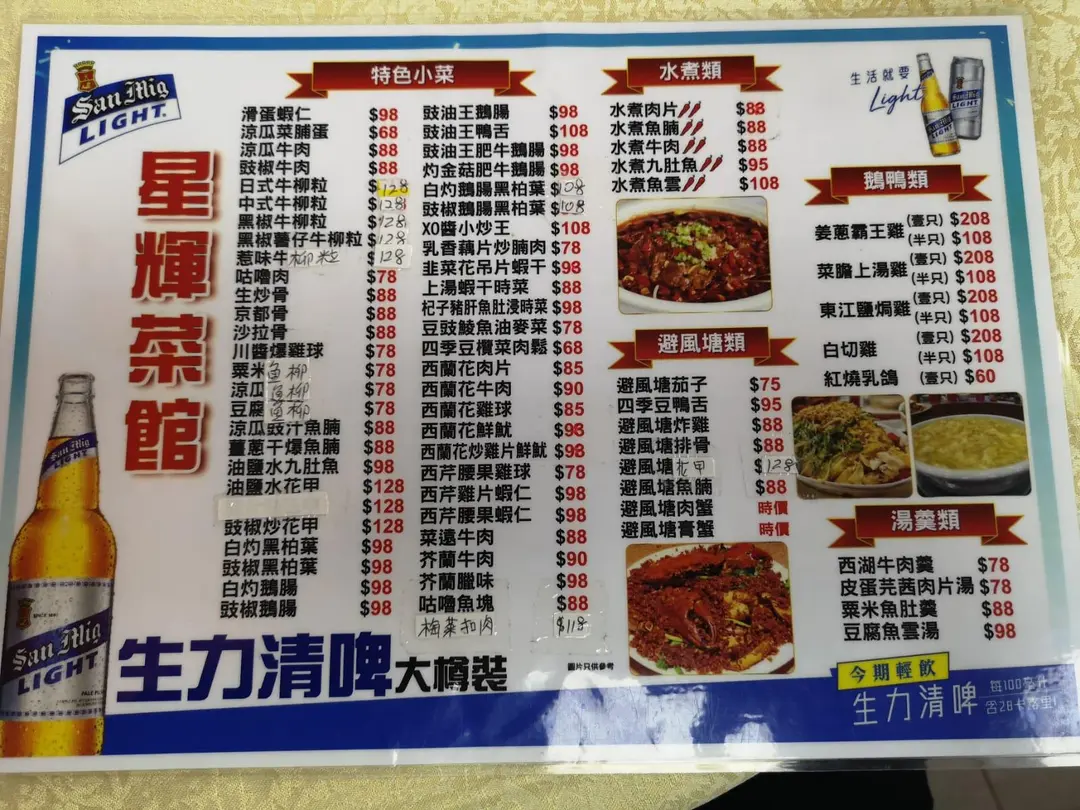 San Mig
LIGHT.
星輝菜館
特色小菜
滑蛋蝦仁 $98
涼瓜菜脯蛋 $68
涼瓜牛肉 $88
豉椒牛肉 $88
日式牛柳粒 $128
中式牛柳粒 $128
黑椒牛柳粒 $128
黑椒薯仔牛柳粒 $128
惹味牛柳粒 $128
咕嚕肉 $78
生炒骨 $88
京都骨 $88
沙拉骨 $88
川醬爆雞球 $78
粟米魚柳 $78
涼瓜魚柳 $78
豆腐魚柳 $78
涼瓜豉汁魚腩 $88
薑蔥干爆魚腩 $88
油鹽水九肚魚 $98
油鹽水花甲 $128
$128
豉椒炒花甲 $128
白灼黑柏葉 $98
豉椒黑柏葉 $98
白灼鵝腸 $98
豉椒鵝腸 $98
豉油王鵝腸 $98
豉油王鴨舌 $108
豉油王肥牛鵝腸 $98
灼金菇肥牛鵝腸 $98
白灼鵝腸黑柏葉 $108
豉椒鵝腸黑柏葉 $108
XO醬小炒王 $108
乳香藕片炒腩肉 $78
韭菜花吊片蝦干 $98
上湯蝦干時菜 $88
杞子豬肝魚肚浸時菜 $98
豆豉鯪魚油麥菜 $78
四季豆欖菜肉鬆 $68
西蘭花肉片 $85
西蘭花牛肉 $90
西蘭花雞球 $85
西蘭花鮮魷 $98
西蘭花炒雞片鮮魷 $98
西芹腰果雞球 $78
西芹雞片蝦仁 $98
西芹腰果蝦仁 $98
菜遠牛肉 $88
芥蘭牛肉 $90
芥蘭臘味 $98
咕嚕魚塊 $88
梅菜扣肉 $118
水煮類
水煮肉片 $88
水煮魚腩 $88
水煮牛肉 $88
水煮九肚魚 $95
水煮魚雲 $108
避風塘類
避風塘茄子 $75
四季豆鴨舌 $95
避風塘炸雞 $88
避風塘排骨 $88
避風塘花甲 $128
避風塘魚腩 $88
避風塘肉蟹 時價
避風塘膏蟹 時價
圖片只供參考
生活就要
Light
San Mig
LIGHT
鵝鴨類
姜蔥霸王雞 (壹只) $208
(半只) $108
菜膽上湯雞 (壹只) $208
(半只) $108
東江鹽焗雞 (壹只) $208
(半只) $108
白切雞 (壹只) $208
(半只) $108
紅燒乳鴿 (壹只) $60
湯羹類
西湖牛肉羹 $78
皮蛋芫茜肉片湯 $78
粟米魚肚羹 $88
豆腐魚雲湯 $98
San Mig
San Mig
LIGHT
生力清啤大樽裝
今期輕飲
生力清啤 每100毫升
含28卡路里!